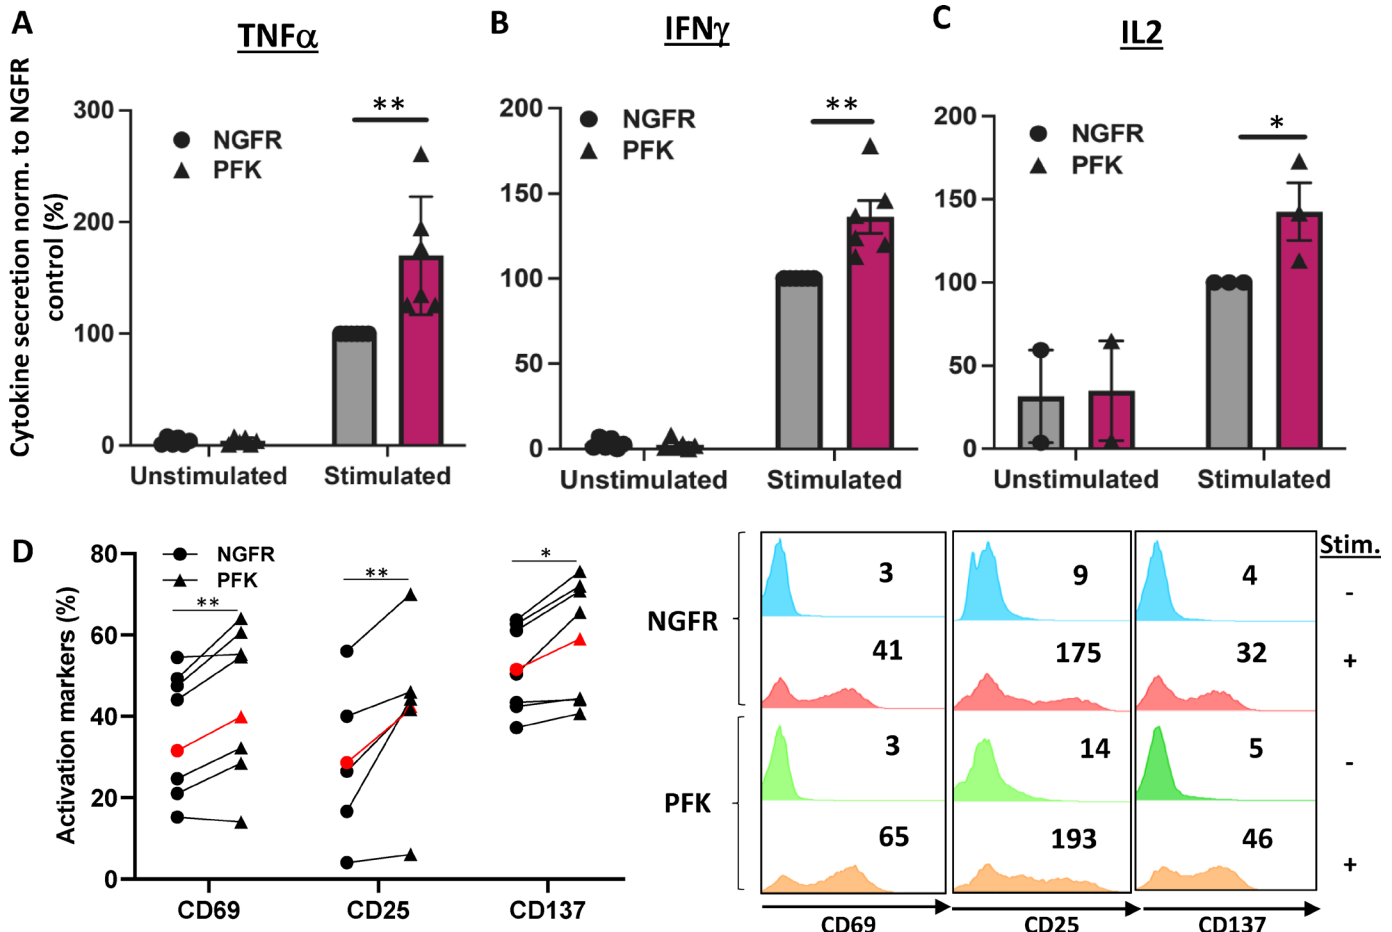 A
TNFα
Cytokine secretion norm. to NGFR
control (%)
300
200
100
0
NGFR
PFK
**
Unstimulated
Stimulated
B
IFNγ
200
150
100
50
0
NGFR
PFK
**
Unstimulated
Stimulated
C
IL2
200
150
100
50
0
NGFR
PFK
*
Unstimulated
Stimulated
D
Activation markers (%)
80
60
40
20
0
NGFR
PFK
**
**
*
CD69
CD25
CD137
Stim.
NGFR
3
9
4
-
41
175
32
+
PFK
3
14
5
-
65
193
46
+
CD69
CD25
CD137